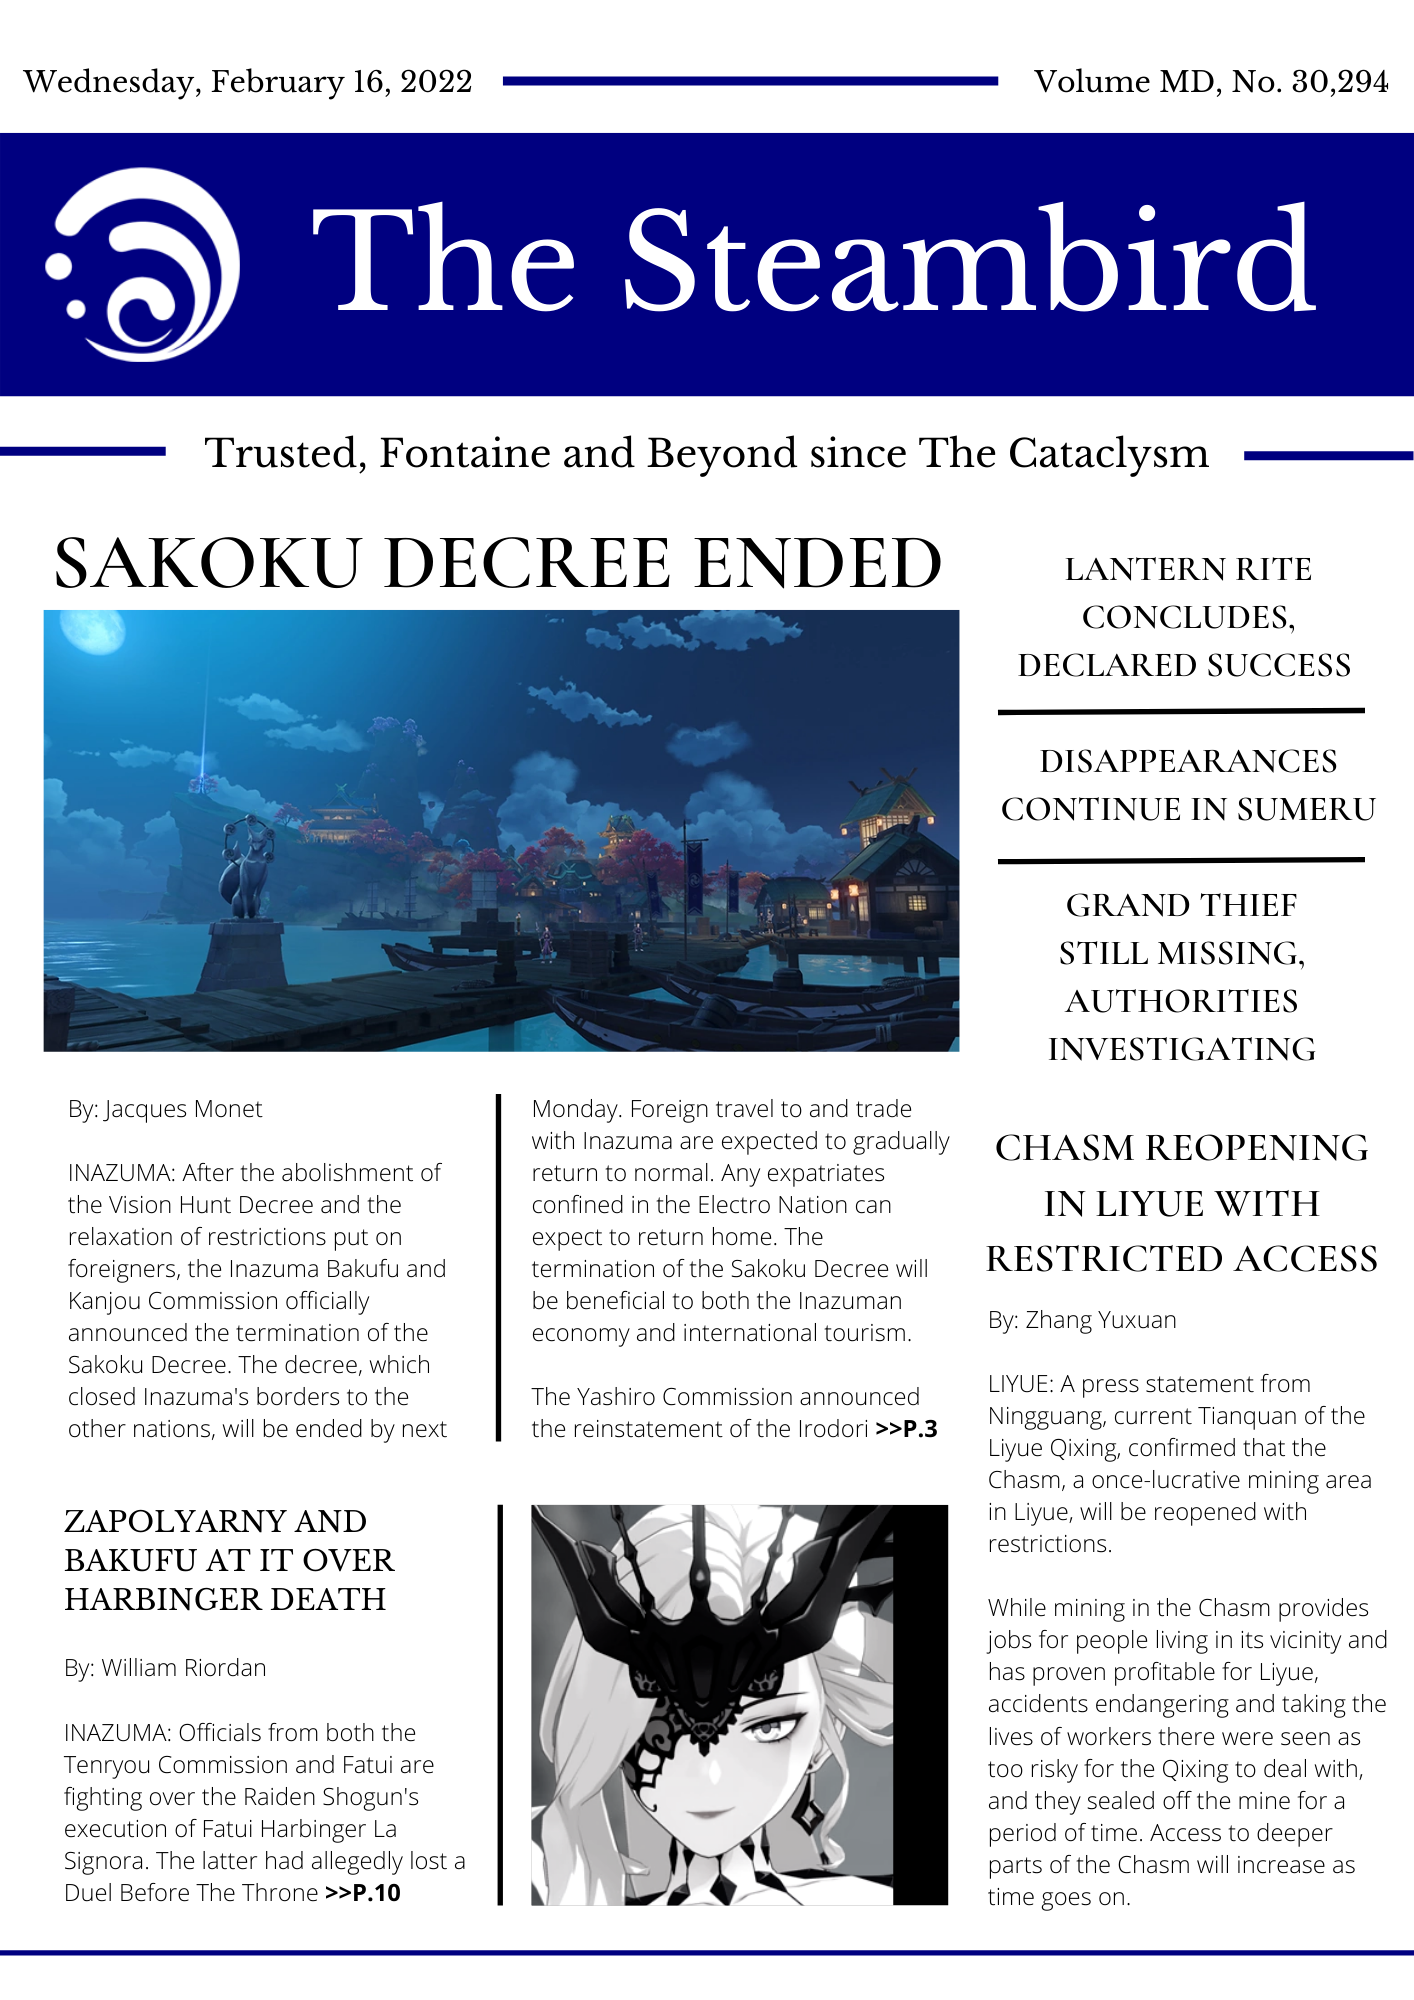 Wednesday, February 16, 2022
Volume MD, No. 30,294
The Steambird
Trusted, Fontaine and Beyond since The Cataclysm
SAKOKU DECREE ENDED
By: Jacques Monet
INAZUMA: After the abolishment of
the Vision Hunt Decree and the
relaxation of restrictions put on
foreigners, the Inazuma Bakufu and
Kanjou Commission officially
announced the termination of the
Sakoku Decree. The decree, which
closed Inazuma's borders to the
other nations, will be ended by next
Monday. Foreign travel to and trade
with Inazuma are expected to gradually
return to normal. Any expatriates
confined in the Electro Nation can
expect to return home. The
termination of the Sakoku Decree will
be beneficial to both the Inazuman
economy and international tourism.
The Yashiro Commission announced
the reinstatement of the Irodori >>P.3
ZAPOLYARNY AND
BAKUFU AT IT OVER
HARBINGER DEATH
By: William Riordan
INAZUMA: Officials from both the
Tenryou Commission and Fatui are
fighting over the Raiden Shogun's
execution of Fatui Harbinger La
Signora. The latter had allegedly lost a
Duel Before The Throne >>P.10
LANTERN RITE
CONCLUDES,
DECLARED SUCCESS
DISAPPEARANCES
CONTINUE IN SUMERU
GRAND THIEF
STILL MISSING,
AUTHORITIES
INVESTIGATING
CHASM REOPENING
IN LIYUE WITH
RESTRICTED ACCESS
By: Zhang Yuxuan
LIYUE: A press statement from
Ningguang, current Tianquan of the
Liyue Qixing, confirmed that the
Chasm, a once-lucrative mining area
in Liyue, will be reopened with
restrictions.
While mining in the Chasm provides
jobs for people living in its vicinity and
has proven profitable for Liyue,
accidents endangering and taking the
lives of workers there were seen as
too risky for the Qixing to deal with,
and they sealed off the mine for a
period of time. Access to deeper
parts of the Chasm will increase as
time goes on.